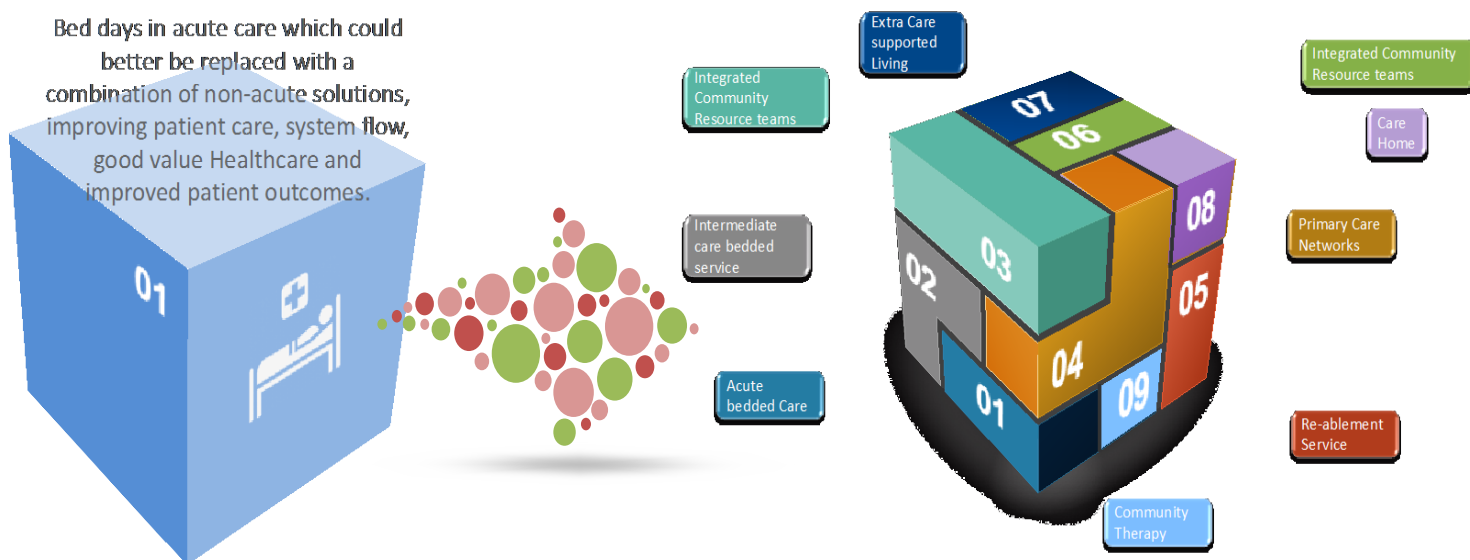 Bed days in acute care which could
better be replaced with a
combination of non-acute solutions,
improving patient care, system flow,
good value Healthcare and
improved patient outcomes.
01
Integrated
Community
Resource teams
Intermediate
care bedded
service
Acute
bedded Care
Extra Care
supported
Living
07
06
03
08
02
05
04
01
09
Community
Therapy
Integrated Community
Resource teams
Care
Home
Primary Care
Networks
Re-ablement
Service